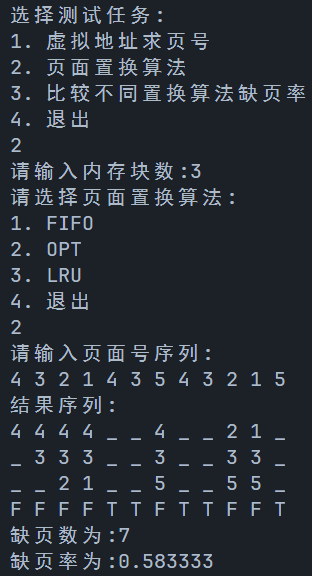 选择测试任务:
1. 虚拟地址求页号
2. 页面置换算法
3. 比较不同置换算法缺页率
4. 退出
2
请输入内存块数:3
请选择页面置换算法:
1. FIFO
2. OPT
3. LRU
4. 退出
2
请输入页面号序列:
4 3 2 1 4 3 5 4 3 2 1 5
结果序列:
4 4 4 4 _ _ 4 _ _ 2 1 _
_ 3 3 3 _ _ 3 _ _ 3 3 _
_ _ 2 1 _ _ 5 _ _ 5 5 _
F F F F T T F T T F F T
缺页数为:7
缺页率为:0.583333